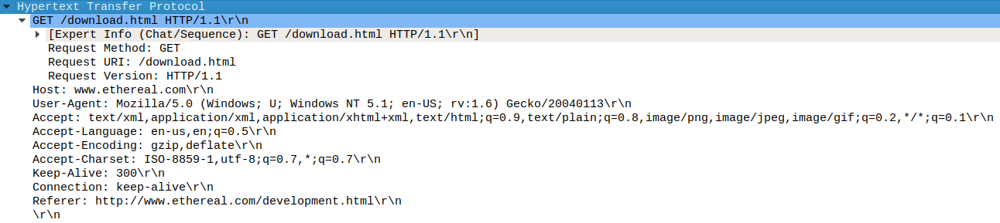 Hypertext Transfer Protocol
GET /download.html HTTP/1.1\r\n
[Expert Info (Chat/Sequence): GET /download.html HTTP/1.1\r\n]
Request Method: GET
Request URI: /download.html
Request Version: HTTP/1.1
Host: www.ethereal.com\r\n
User-Agent: Mozilla/5.0 (Windows; U; Windows NT 5.1; en-US; rv:1.6) Gecko/20040113\r\n
Accept: text/xml,application/xml,application/xhtml+xml,text/html;q=0.9,text/plain;q=0.8,image/png,image/jpeg,image/gif;q=0.2,*/*;q=0.1\r\n
Accept-Language: en-us,en;q=0.5\r\n
Accept-Encoding: gzip,deflate\r\n
Accept-Charset: ISO-8859-1,utf-8;q=0.7,*;q=0.7\r\n
Keep-Alive: 300\r\n
Connection: keep-alive\r\n
Referer: http://www.ethereal.com/development.html\r\n
\r\n